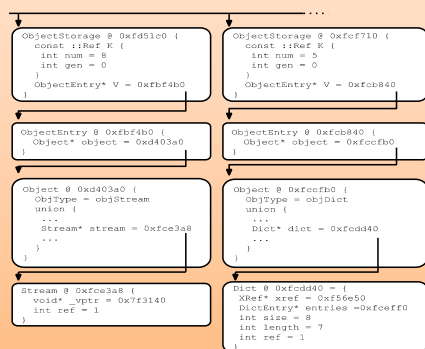 ObjectStorage @ 0xfd51c0 {
const ::Ref K {
int num = 8
int gen = 0
}
ObjectEntry* V = 0xfbf4b0
}
ObjectEntry @ 0xfbf4b0 {
Object* object = 0xd403a0
}
Object @ 0xd403a0 {
ObjType = objStream
union {
...
Stream* stream = 0xfce3a8
...
}
}
Stream @ 0xfce3a8 {
void* _vptr = 0x7f3140
int ref = 1
}
ObjectStorage @ 0xfcf710 {
const ::Ref K {
int num = 5
int gen = 0
}
ObjectEntry* V = 0xfcb840
}
ObjectEntry @ 0xfcb840 {
Object* object = 0xfccfb0
}
Object @ 0xfccfb0 {
ObjType = objDict
union {
...
Dict* dict = 0xfcdd40
...
}
}
Dict @ 0xfcdd40 = {
XRef* xref = 0xf56e50
DictEntry* entries =0xfceff0
int size = 8
int length = 7
int ref = 1
}